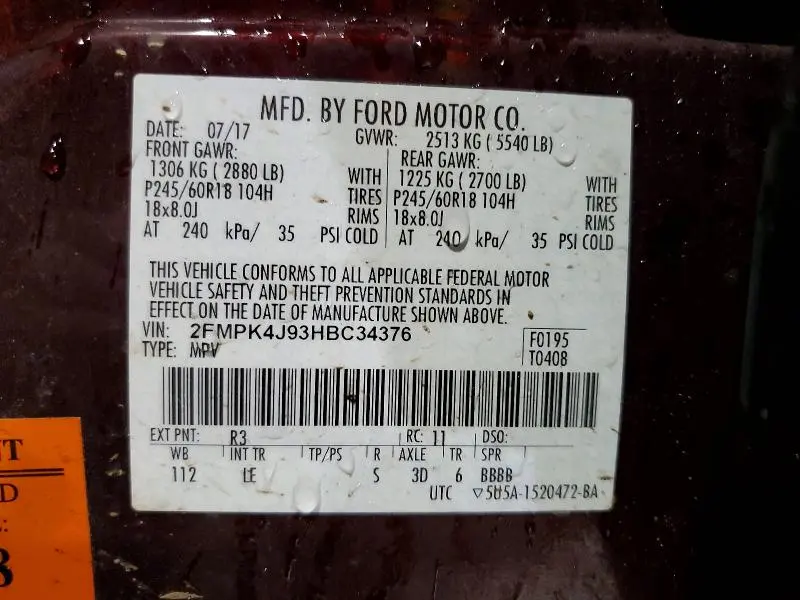 MFD. BY FORD MOTOR CO.
DATE: 07/17 GVWR: 2513 KG ( 5540 LB)
FRONT GAWR: REAR GAWR:
1306 KG ( 2880 LB) WITH 1225 KG ( 2700 LB) WITH
P245/60R18 104H TIRES P245/60R18 104H TIRES
18x8.0J RIMS 18x8.0J RIMS
AT 240 kPa/ 35 PSI COLD AT 240 kPa/ 35 PSI COLD
THIS VEHICLE CONFORMS TO ALL APPLICABLE FEDERAL MOTOR
VEHICLE SAFETY AND THEFT PREVENTION STANDARDS IN
EFFECT ON THE DATE OF MANUFACTURE SHOWN ABOVE.
VIN: 2FMPK4J93HBC34376 F0195
TYPE: MPV T0408
EXT PNT: R3 RC: 11 DSO:
WB INT TR TP/PS R AXLE TR SPR
112 LE S 3D 6 BBBB
UTC ▽5U5A-1520472-BA
NT
D
:
3